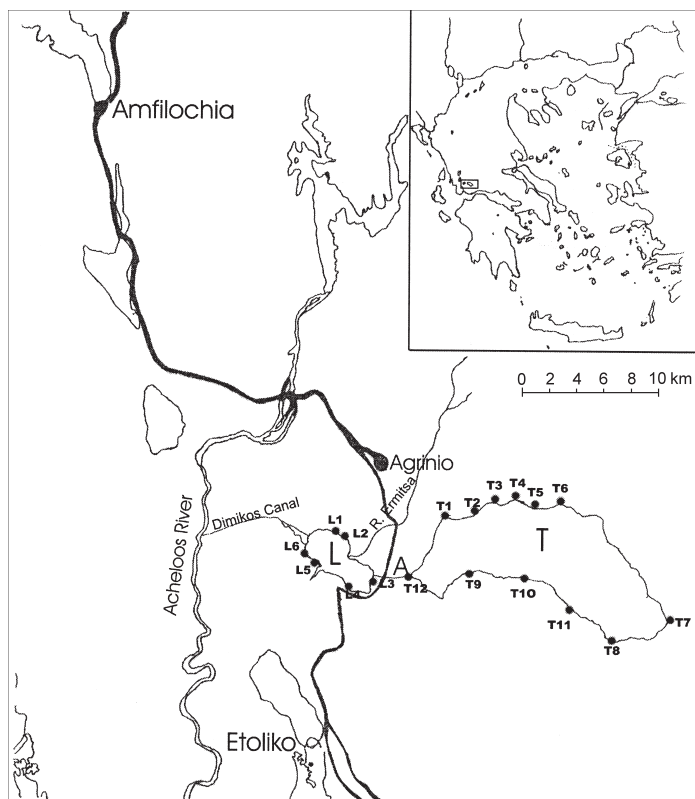 Amfilochia
0 2 4 6 8 10 km
Agrinio
R. Ermitsa
Dimikos Canal
Acheloos River
L1
L2
L6
L
L5
L4
L3
A
T12
T1
T2
T3
T4
T5
T6
T
T9
T10
T11
T8
T7
Etoliko